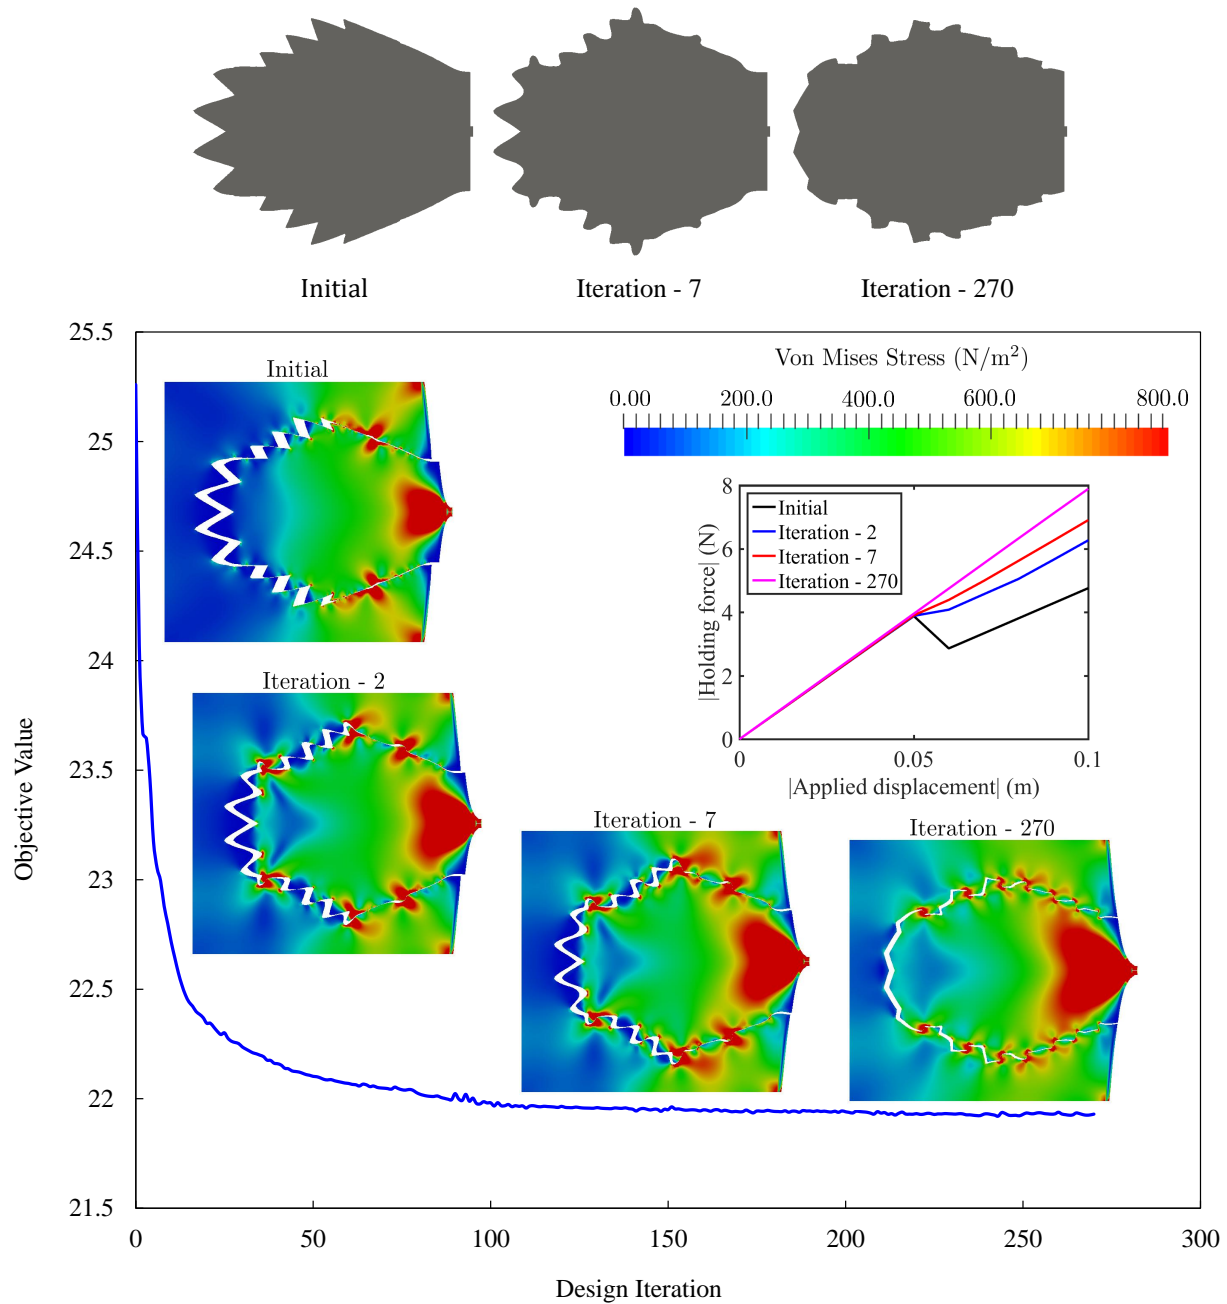 Initial
Iteration - 7
Iteration - 270
25.5
25
24.5
24
23.5
23
22.5
22
21.5
Objective Value
0
50
100
150
200
250
300
Design Iteration
Initial
Iteration - 2
Iteration - 7
Iteration - 270
Von Mises Stress (N/m²)
0.00 200.0 400.0 600.0 800.0
8
6
4
2
0
|Holding force| (N)
Initial
Iteration - 2
Iteration - 7
Iteration - 270
0 0.05 0.1
|Applied displacement| (m)